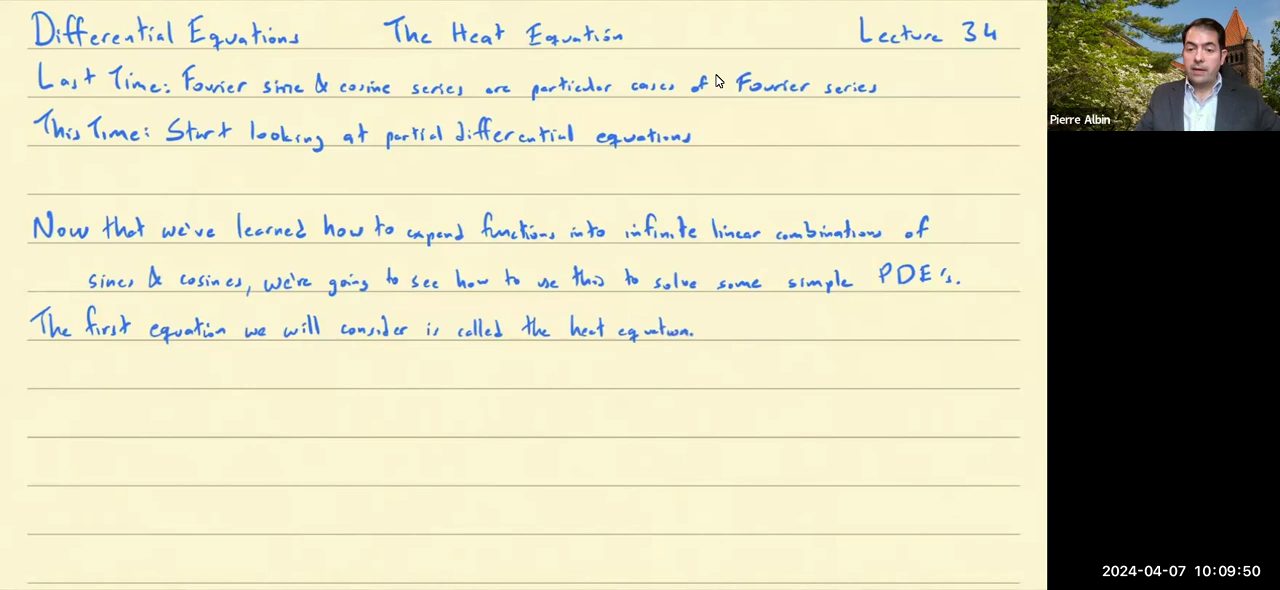 Differential Equations The Heat Equation Lecture 34
Last Time: Fourier sine & cosine series are particular cases of Fourier series
This Time: Start looking at partial differential equations
Now that we've learned how to expand functions into infinite linear combinations of
sines & cosines, we're going to see how to use this to solve some simple PDE's.
The first equation we will consider is called the heat equation.
Pierre Albin
2024-04-07 10:09:50